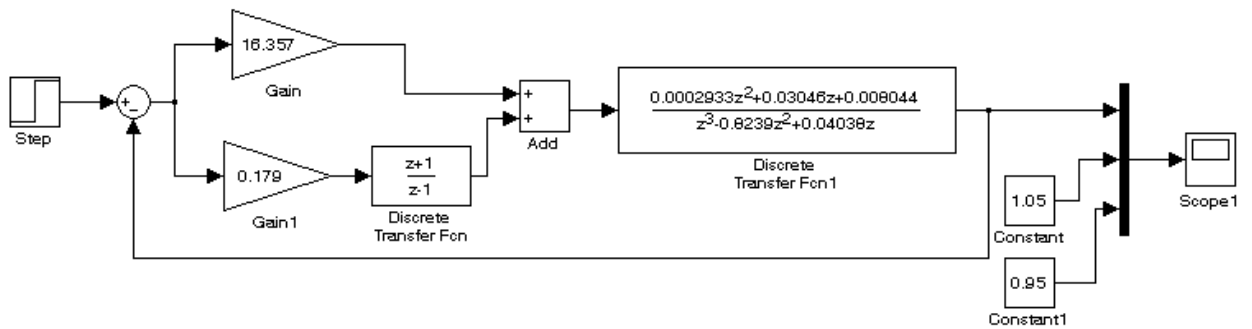 16.357
Gain
+
-
Step
0.179
Gain1
z+1
z-1
Discrete
Transfer Fcn
+
+
Add
0.0002933z²+0.03046z+0.008044
z³-0.8239z²+0.04038z
Discrete
Transfer Fcn1
1.05
Constant
0.95
Constant1
Scope1